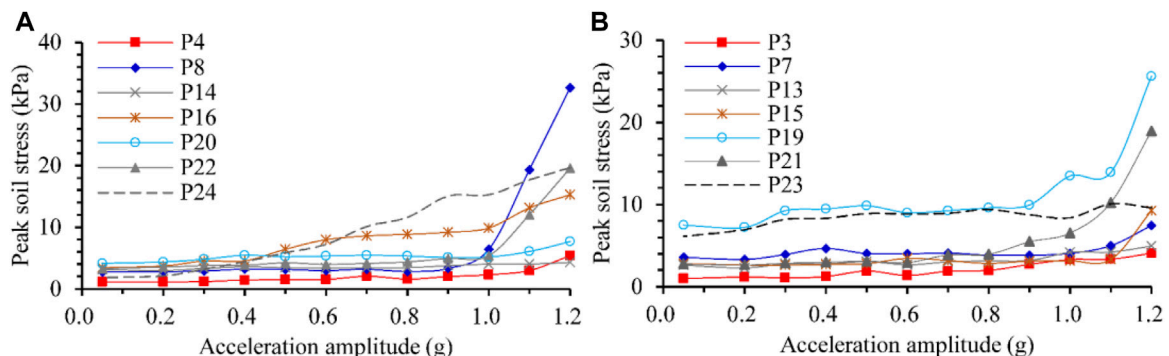 A
Peak soil stress (kPa)
40
30
20
10
0
P4
P8
P14
P16
P20
P22
P24
0.0 0.2 0.4 0.6 0.8 1.0 1.2
Acceleration amplitude (g)
B
Peak soil stress (kPa)
30
20
10
0
P3
P7
P13
P15
P19
P21
P23
0.0 0.2 0.4 0.6 0.8 1.0 1.2
Acceleration amplitude (g)